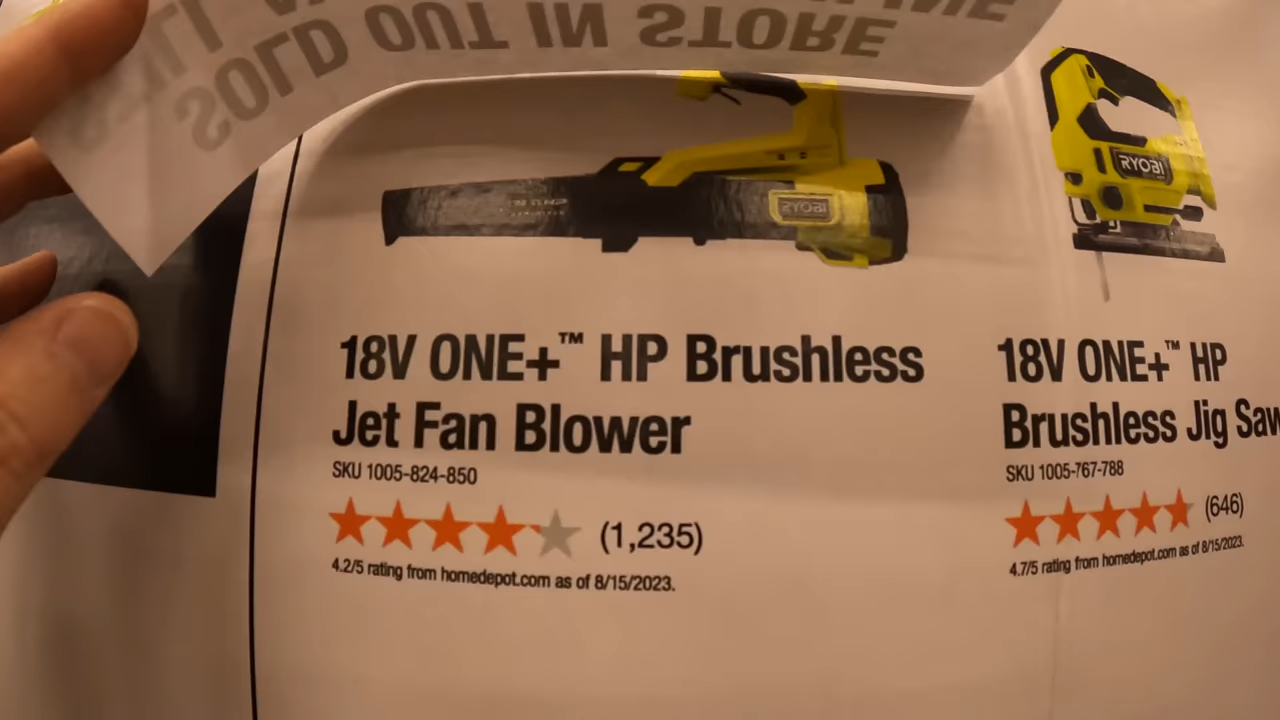 SOLD OUT IN STORE
RYOBI
RYOBI
18V ONE+™ HP Brushless
Jet Fan Blower
SKU 1005-824-850
(1,235)
4.2/5 rating from homedepot.com as of 8/15/2023.
18V ONE+™ HP
Brushless Jig Saw
SKU 1005-767-788
(646)
4.7/5 rating from homedepot.com as of 8/15/2023.